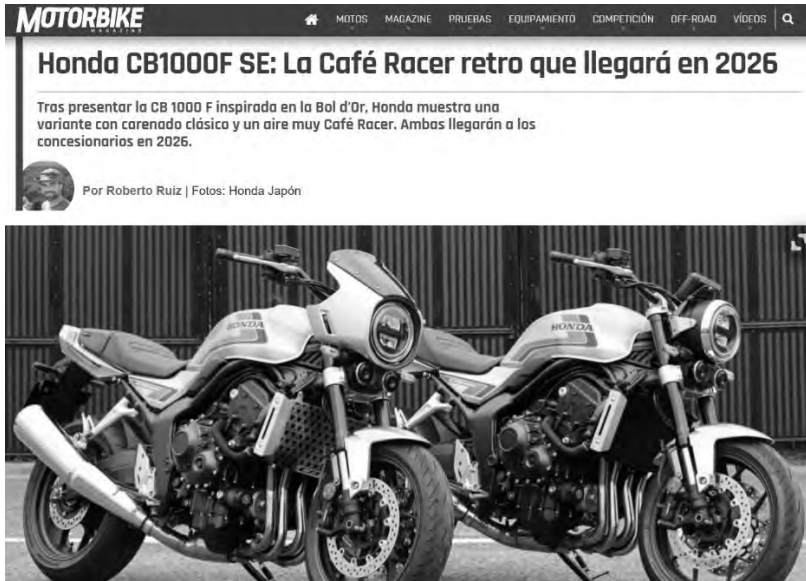 MOTORBIKE
MAGAZINE
MOTOS MAGAZINE PRUEBAS EQUIPAMIENTO COMPETICIÓN OFF-ROAD VÍDEOS
Honda CB1000F SE: La Café Racer retro que llegará en 2026
Tras presentar la CB 1000 F inspirada en la Bol d'Or, Honda muestra una
variante con carenado clásico y un aire muy Café Racer. Ambas llegarán a los
concesionarios en 2026.
Por Roberto Ruiz | Fotos: Honda Japón
HONDA
HONDA